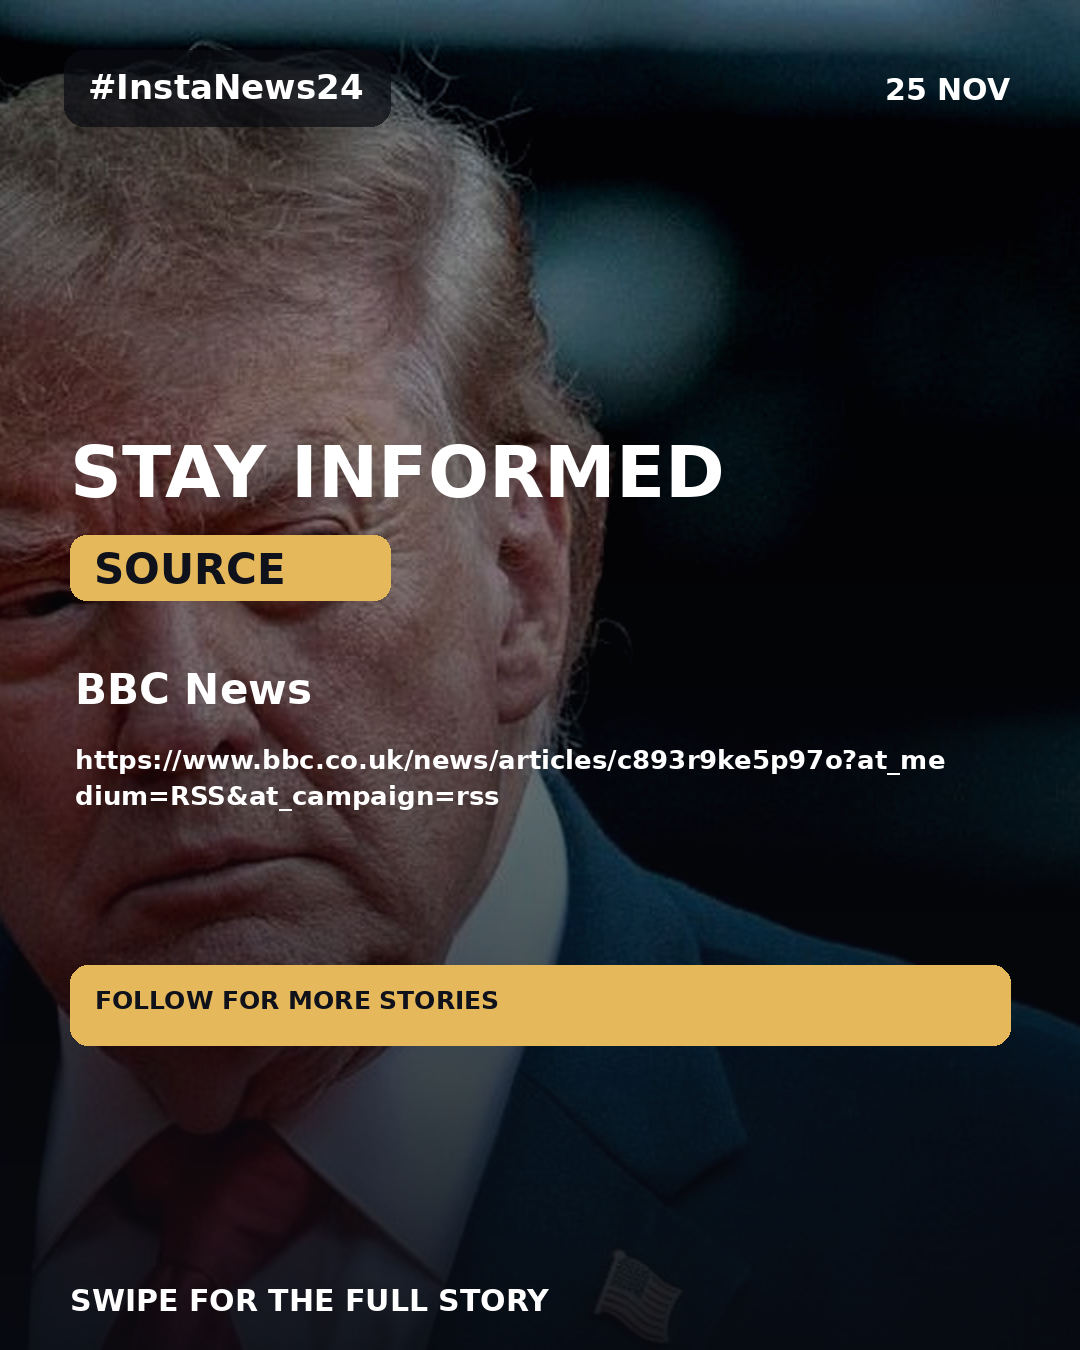 #InstaNews24
25 NOV
STAY INFORMED
SOURCE
BBC News
https://www.bbc.co.uk/news/articles/c893r9ke5p97o?at_me
dium=RSS&at_campaign=rss
FOLLOW FOR MORE STORIES
SWIPE FOR THE FULL STORY